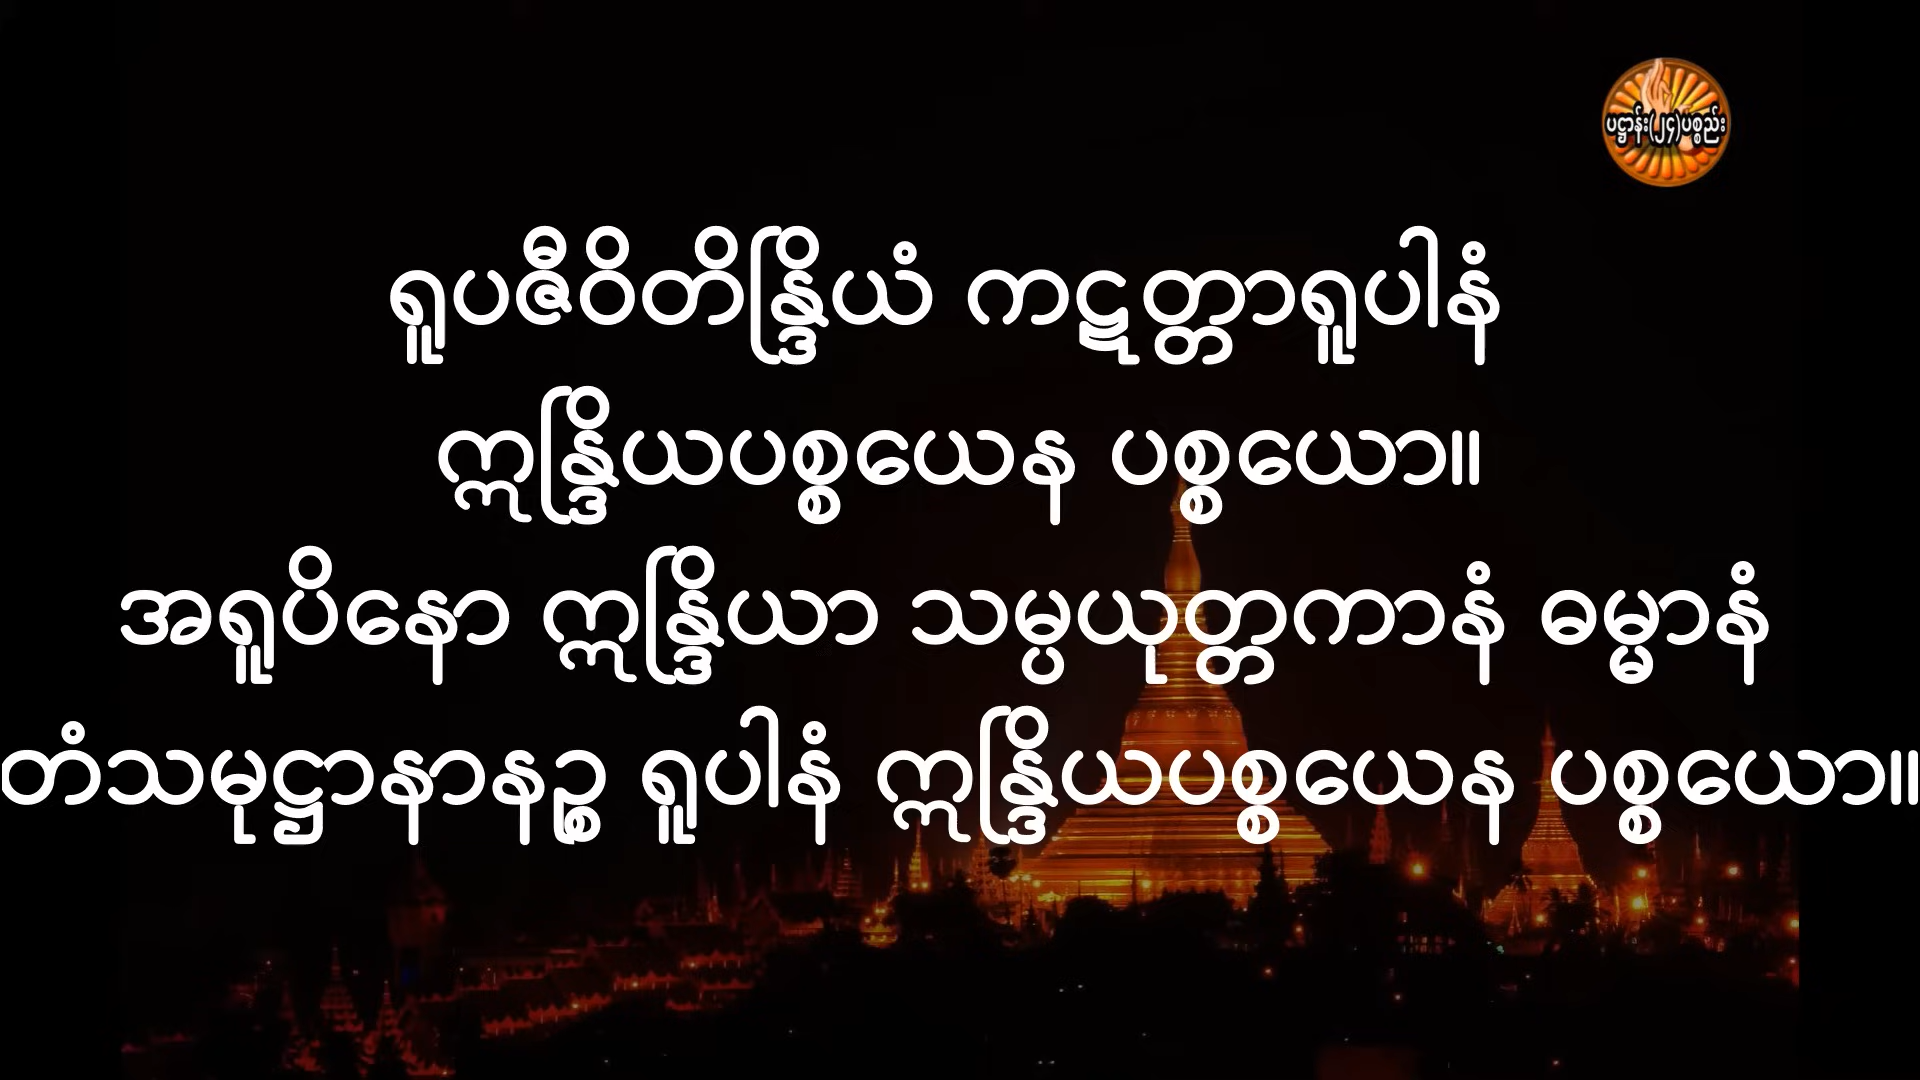 ပဋ္ဌာန်း(၂၄)ပစ္စည်း
ရူပဇီဝိတိန္ဒြိယံ ကဋတ္တာရူပါနံ
ဣန္ဒြိယပစ္စယေန ပစ္စယော။
အရူပိနော ဣန္ဒြိယာ သမ္ပယုတ္တကာနံ ဓမ္မာနံ
တံသမုဋ္ဌာနာနဉ္စ ရူပါနံ ဣန္ဒြိယပစ္စယေန ပစ္စယော။